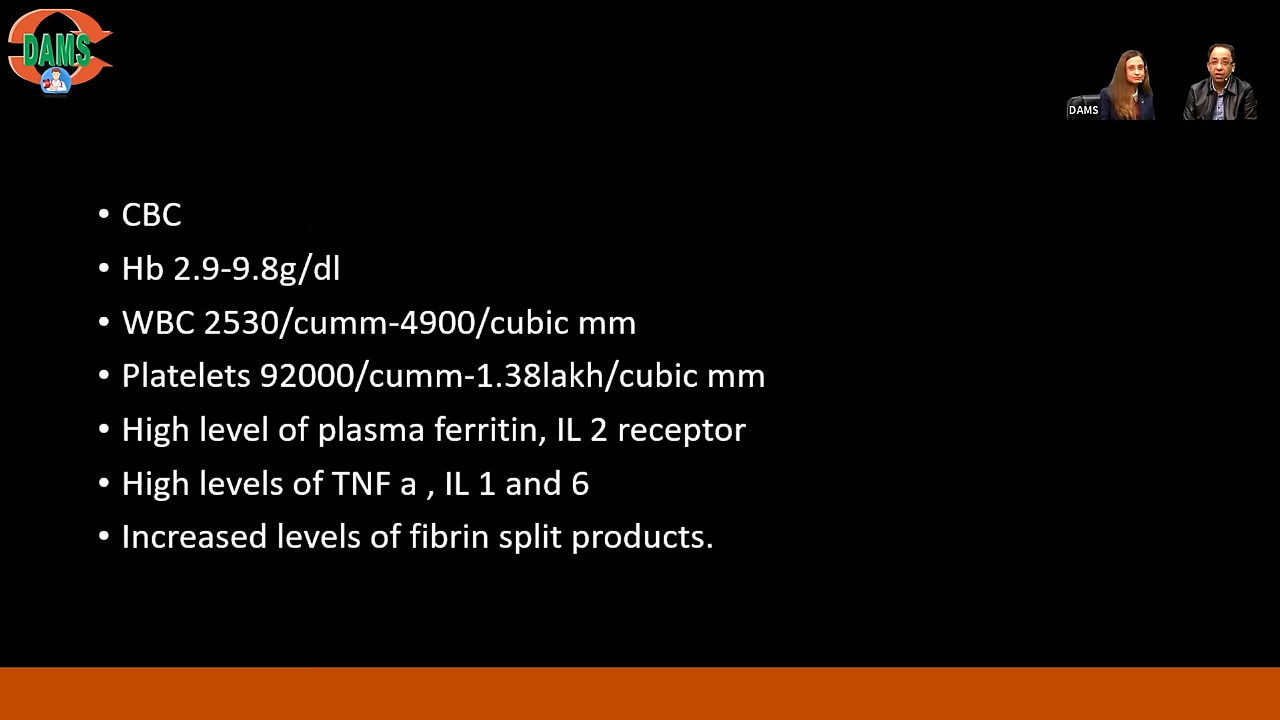 DAMS
DAMS
• CBC
• Hb 2.9-9.8g/dl
• WBC 2530/cumm-4900/cubic mm
• Platelets 92000/cumm-1.38lakh/cubic mm
• High level of plasma ferritin, IL 2 receptor
• High levels of TNF a , IL 1 and 6
• Increased levels of fibrin split products.